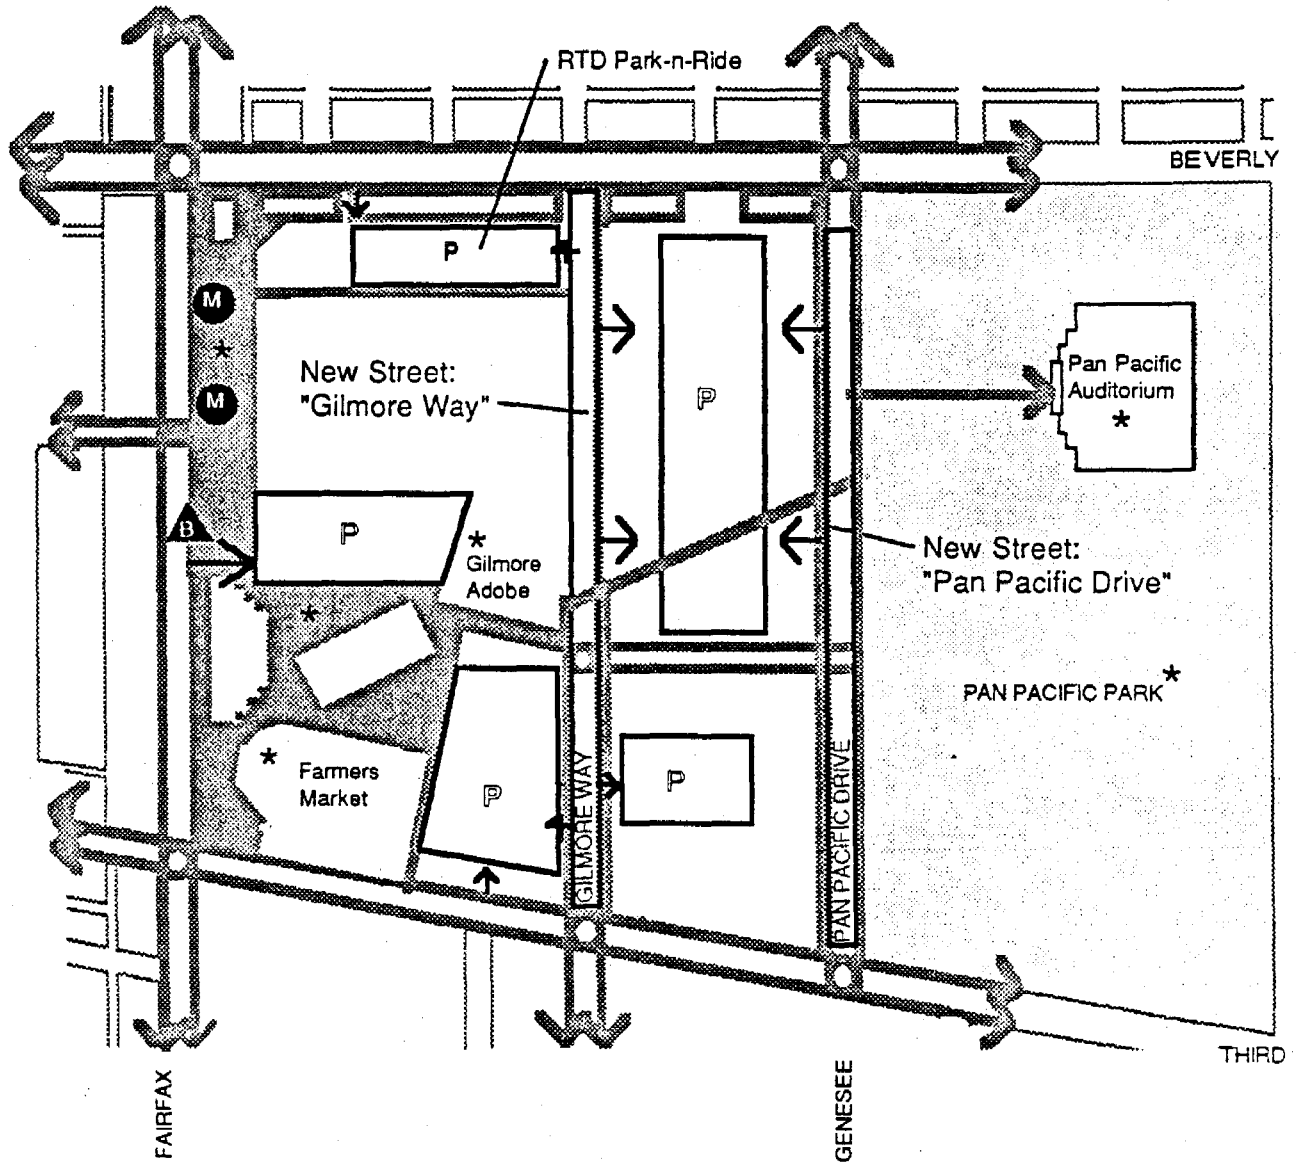 RTD Park-n-Ride
BEVERLY
P
M
M
New Street:
"Gilmore Way"
P
Pan Pacific
Auditorium
*
*
B
P
*
Gilmore
Adobe
New Street:
"Pan Pacific Drive"
*
PAN PACIFIC PARK*
*
Farmers
Market
P
P
GILMORE WAY
PAN PACIFIC DRIVE
THIRD
FAIRFAX
GENESEE